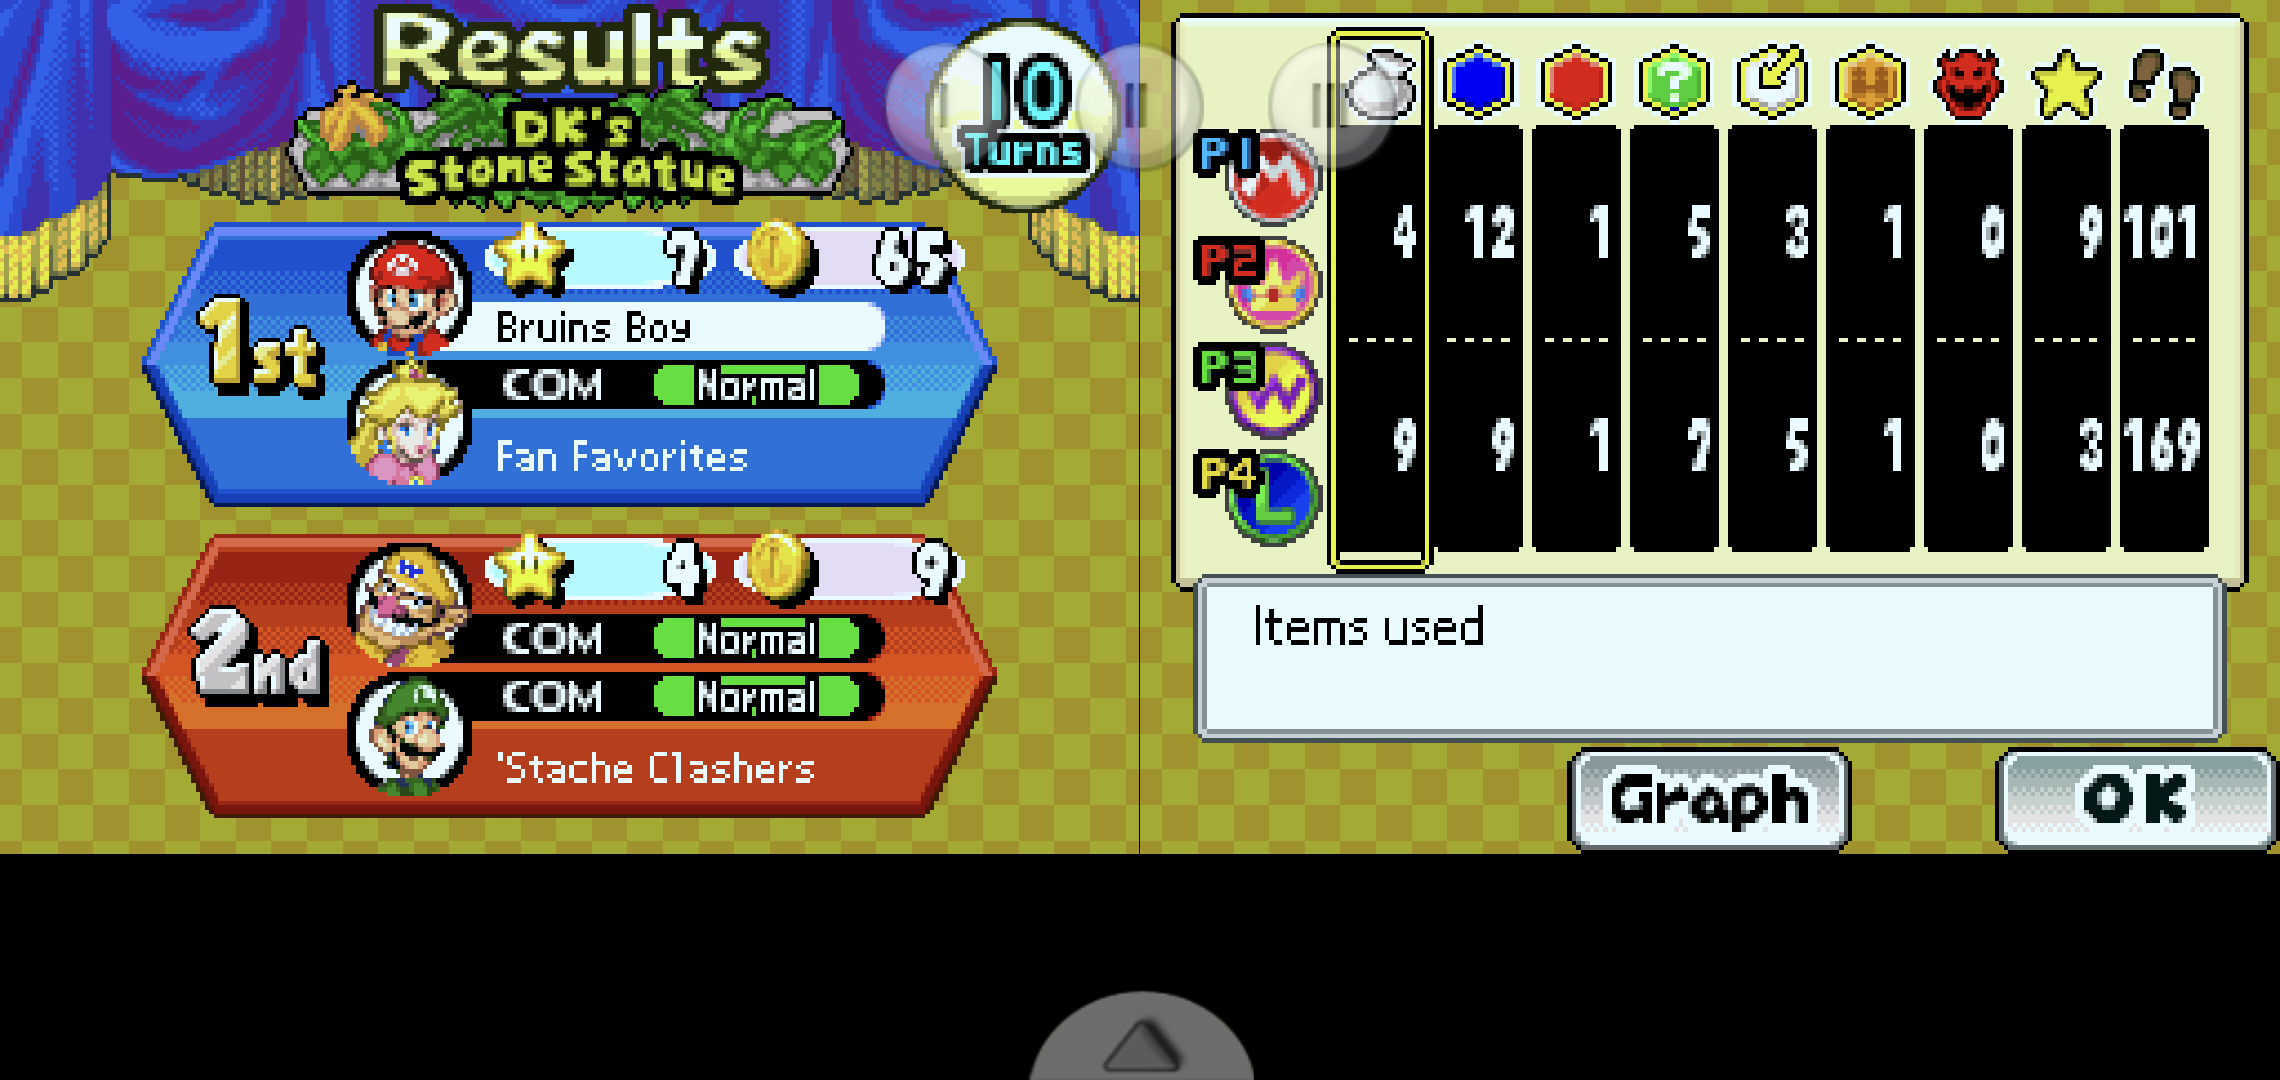 Results
DK's
Stone Statue
10
Turns
1st
7 65
Bruins Boy
COM Normal
Fan Favorites
2nd
4 9
COM Normal
COM Normal
'Stache Clashers
I II III
?
P1 M
P2
P3 W
P4 L
4 12 1 5 3 1 0 9 101
9 9 1 7 5 1 0 3 169
Items used
Graph
OK